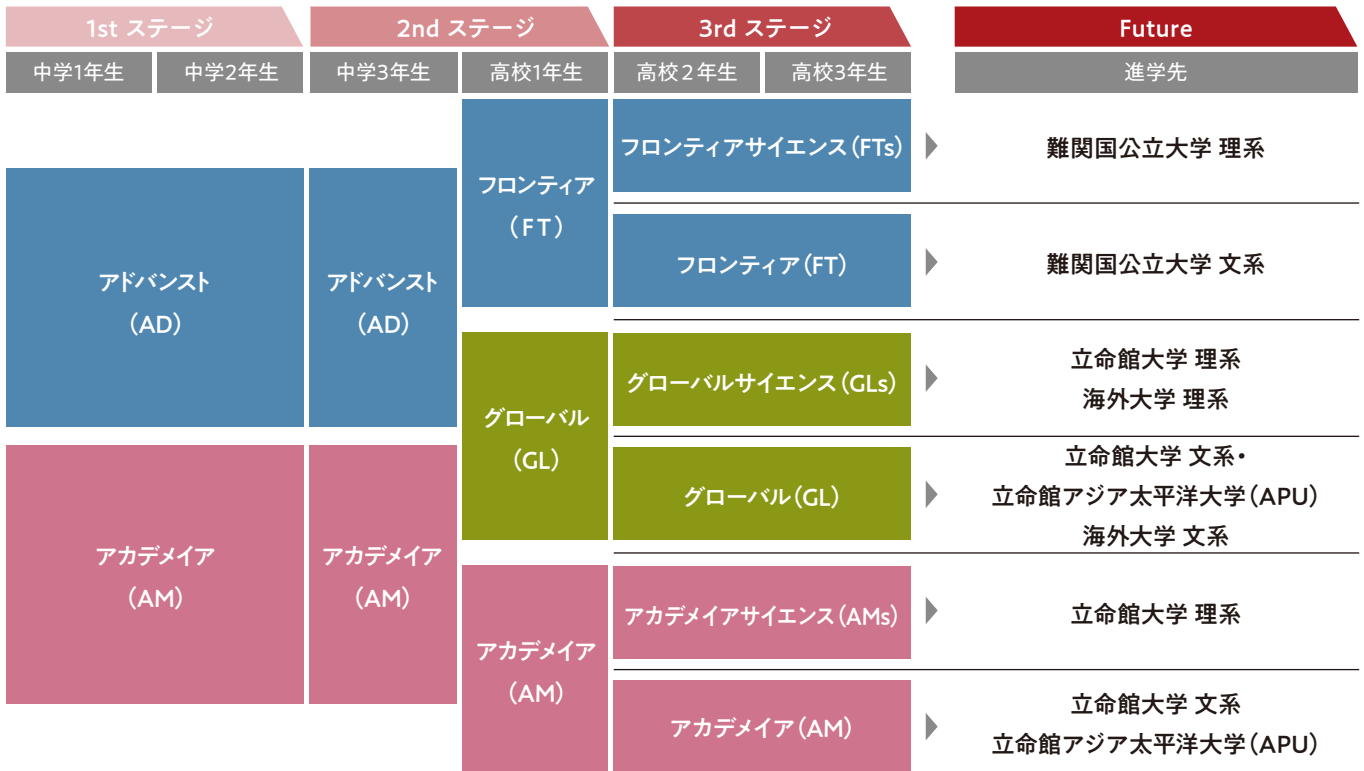 1st ステージ
2nd ステージ
3rd ステージ
Future
中学1年生
中学2年生
中学3年生
高校1年生
高校2年生
高校3年生
進学先
アドバンスト
（AD）
アカデメイア
（AM）
アドバンスト
（AD）
アカデメイア
（AM）
フロンティア
（FT）
グローバル
（GL）
アカデメイア
（AM）
フロンティアサイエンス（FTs）
難関国公立大学 理系
フロンティア（FT）
難関国公立大学 文系
グローバルサイエンス（GLs）
立命館大学 理系
海外大学 理系
グローバル（GL）
立命館大学 文系・
立命館アジア太平洋大学（APU）
海外大学 文系
アカデメイアサイエンス（AMs）
立命館大学 理系
アカデメイア（AM）
立命館大学 文系
立命館アジア太平洋大学（APU）